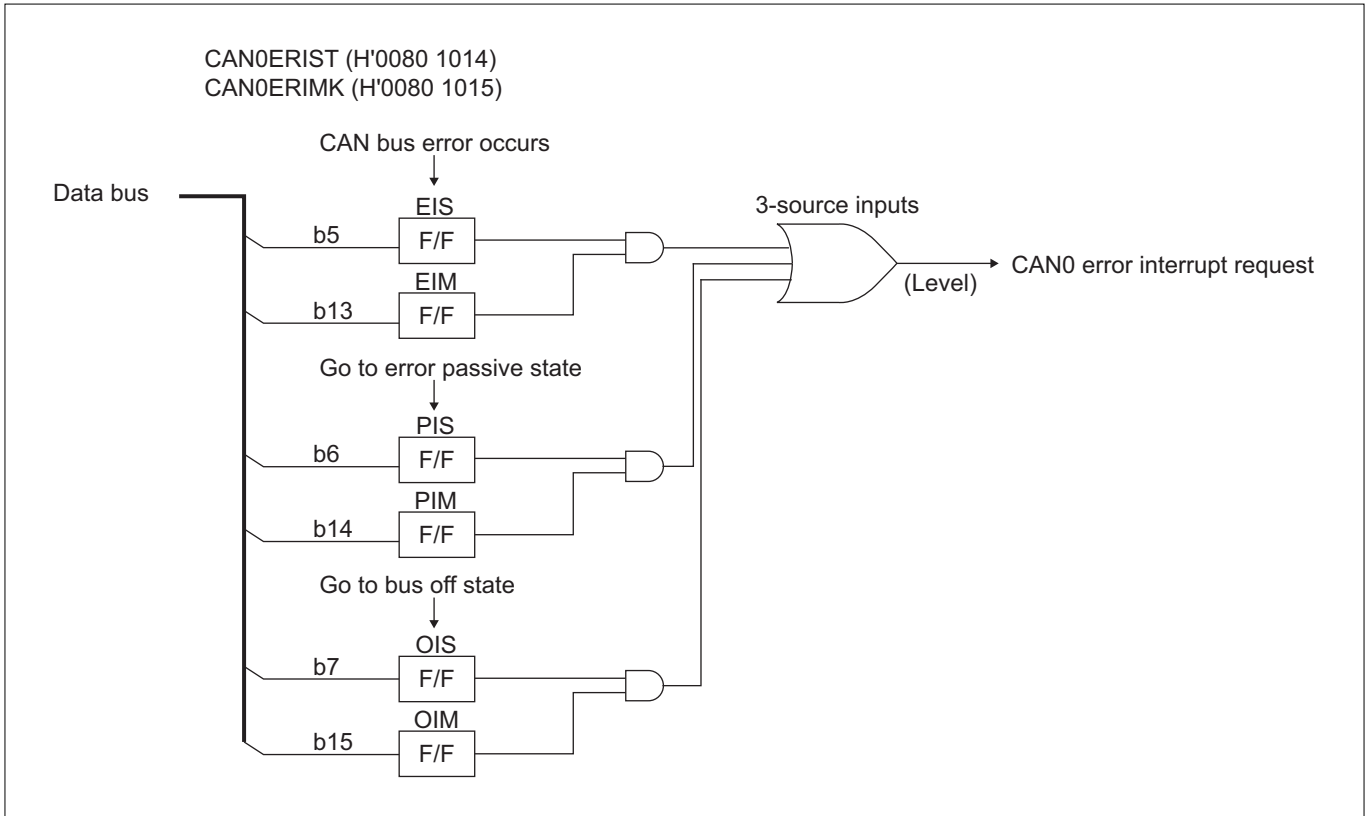 CAN0ERIST (H'0080 1014)
CAN0ERIMK (H'0080 1015)
CAN bus error occurs
Data bus
EIS
3-source inputs
b5
F/F
CAN0 error interrupt request
(Level)
EIM
b13
F/F
Go to error passive state
PIS
b6
F/F
PIM
b14
F/F
Go to bus off state
OIS
b7
F/F
OIM
b15
F/F